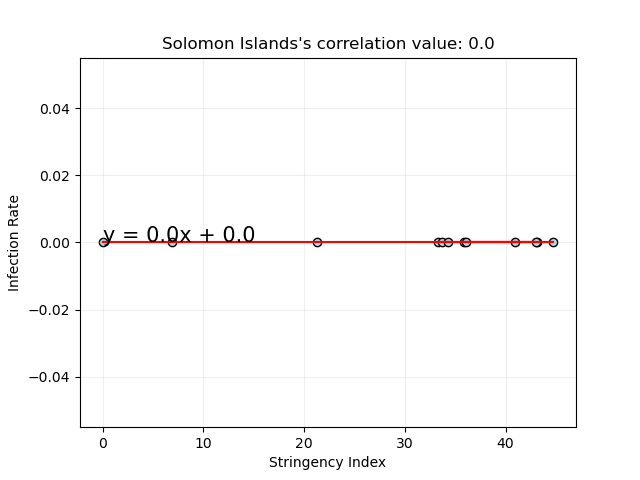 Solomon Islands's correlation value: 0.0
0.04
0.02
0.00
−0.02
−0.04
Infection Rate
y = 0.0x + 0.0
0 10 20 30 40
Stringency Index